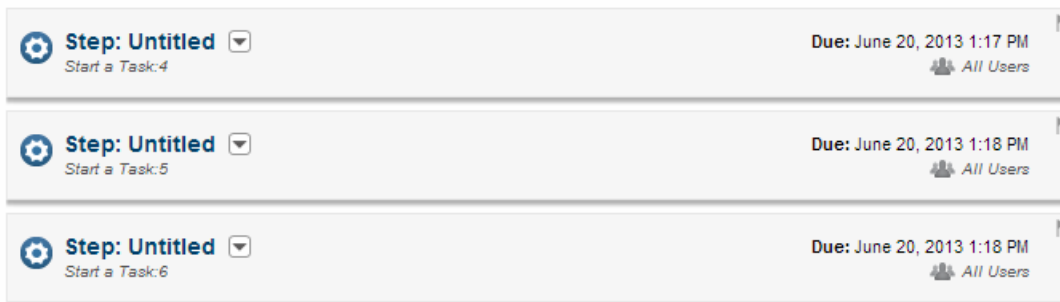 Step: Untitled
Due: June 20, 2013 1:17 PM
Start a Task:4
All Users
Step: Untitled
Due: June 20, 2013 1:18 PM
Start a Task:5
All Users
Step: Untitled
Due: June 20, 2013 1:18 PM
Start a Task:6
All Users